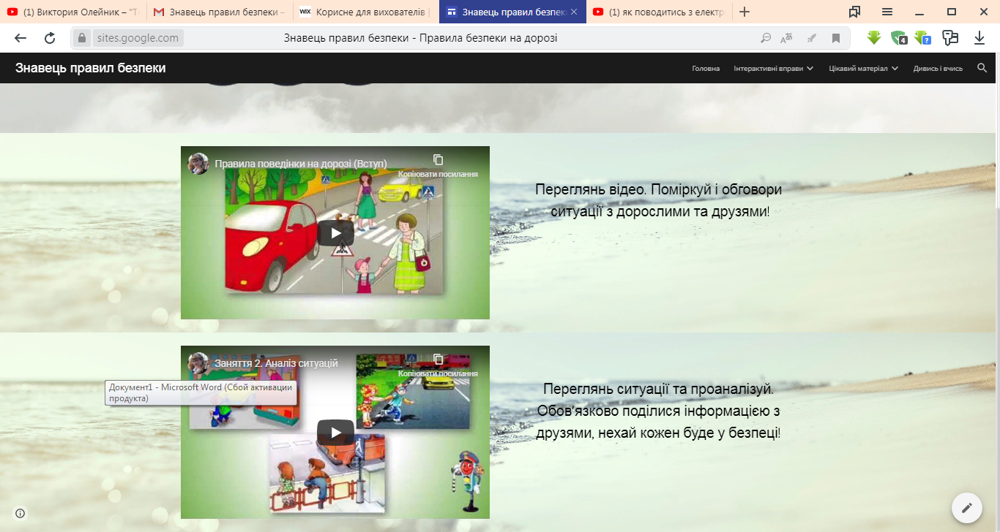 (1) Виктория Олейник – "То
Знавець правил безпеки –
WIX Корисне для вихователів |
Знавець правил безпек
(1) як поводитись з електр
sites.google.com
Знавець правил безпеки - Правила безпеки на дорозі
4
?
Знавець правил безпеки
Головна
Інтерактивні вправи
Цікавий матеріал
Дивись і вчись
Правила поведінки на дорозі (Вступ)
Копіювати посилання
Переглянь відео. Поміркуй і обговори
ситуації з дорослими та друзями!
Заняття 2. Аналіз ситуацій
Копіювати посилання
Документ1 - Microsoft Word (Сбой активации
продукта)
Переглянь ситуації та проаналізуй.
Обов'язково поділися інформацією з
друзями, нехай кожен буде у безпеці!